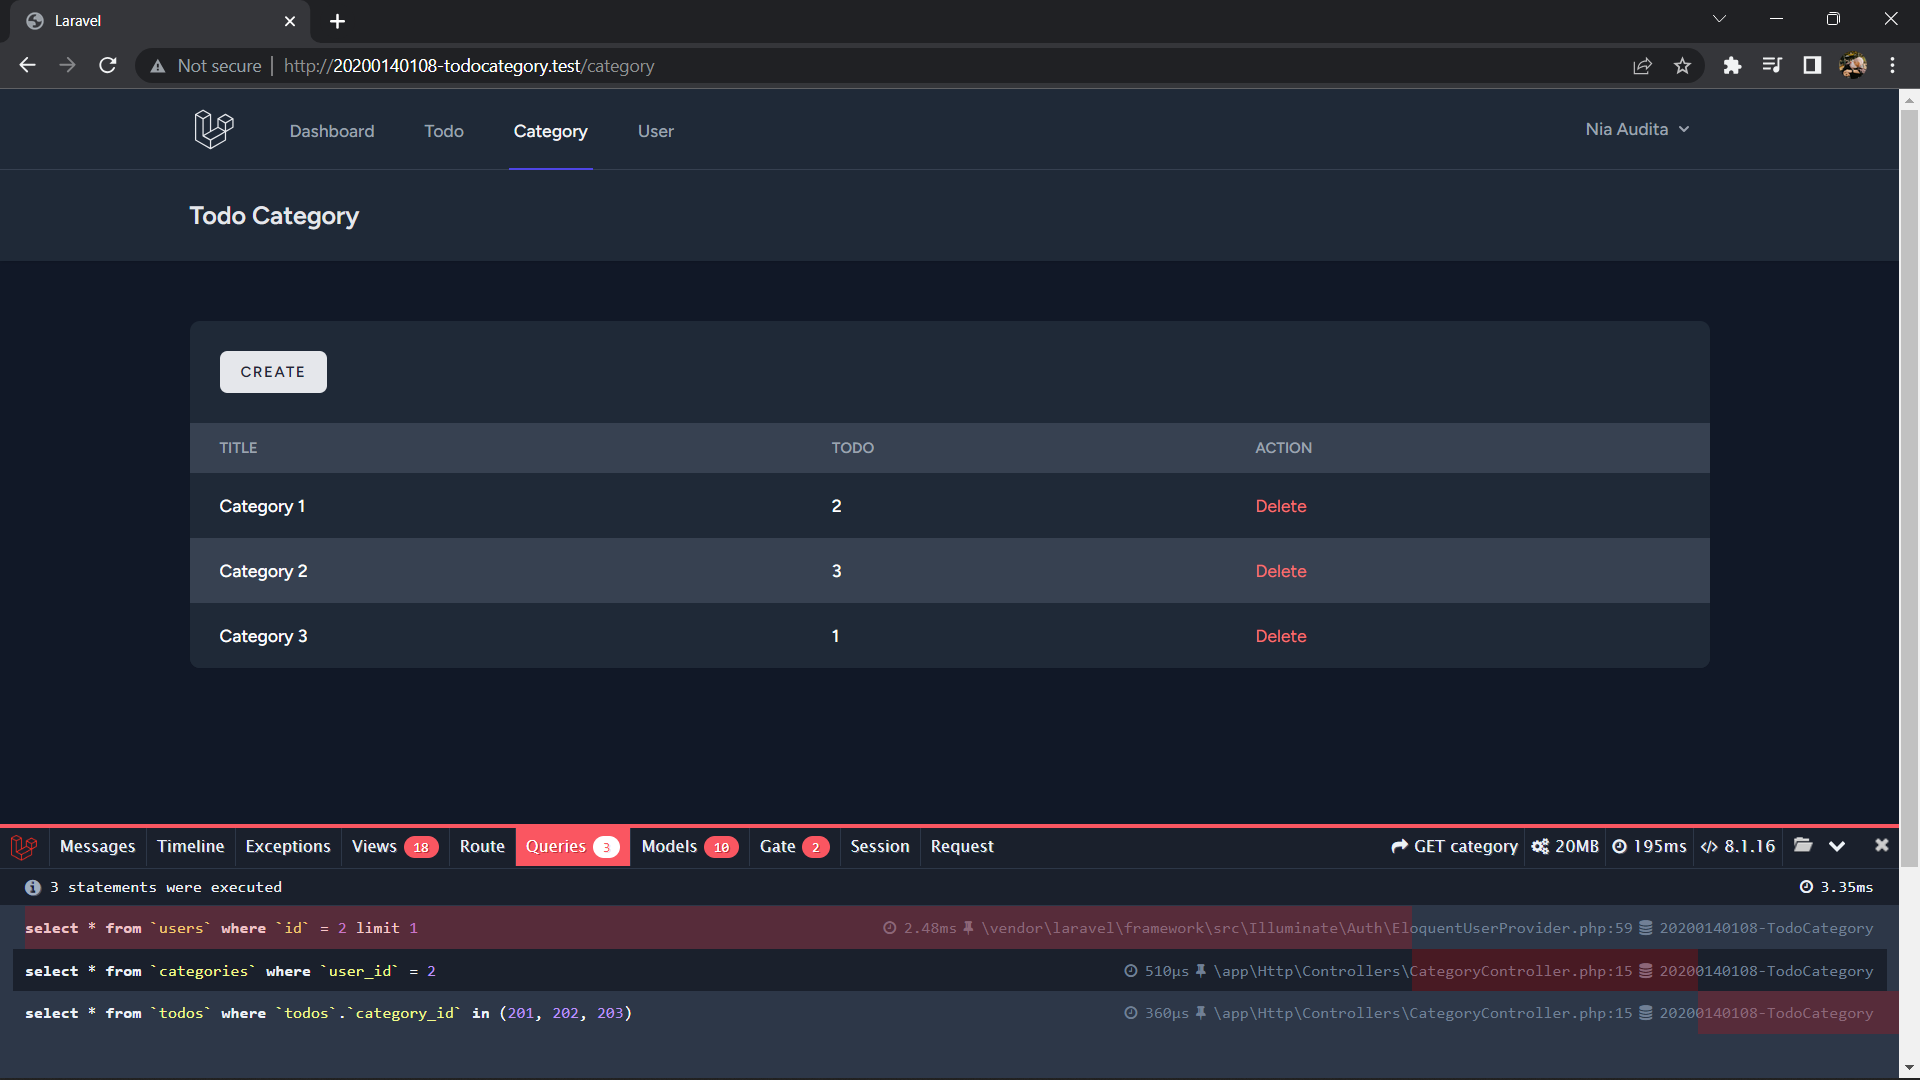 Laravel
Not secure | http://20200140108-todocategory.test/category
Dashboard Todo Category User Nia Audita
Todo Category
CREATE
TITLE TODO ACTION
Category 1 2 Delete
Category 2 3 Delete
Category 3 1 Delete
Messages Timeline Exceptions Views 18 Route Queries 3 Models 10 Gate 2 Session Request GET category 20MB 195ms </> 8.1.16
3 statements were executed 3.35ms
select * from `users` where `id` = 2 limit 1 2.48ms \vendor\laravel\framework\src\Illuminate\Auth\EloquentUserProvider.php:59 20200140108-TodoCategory
select * from `categories` where `user_id` = 2 510μs \app\Http\Controllers\CategoryController.php:15 20200140108-TodoCategory
select * from `todos` where `todos`.`category_id` in (201, 202, 203) 360μs \app\Http\Controllers\CategoryController.php:15 20200140108-TodoCategory